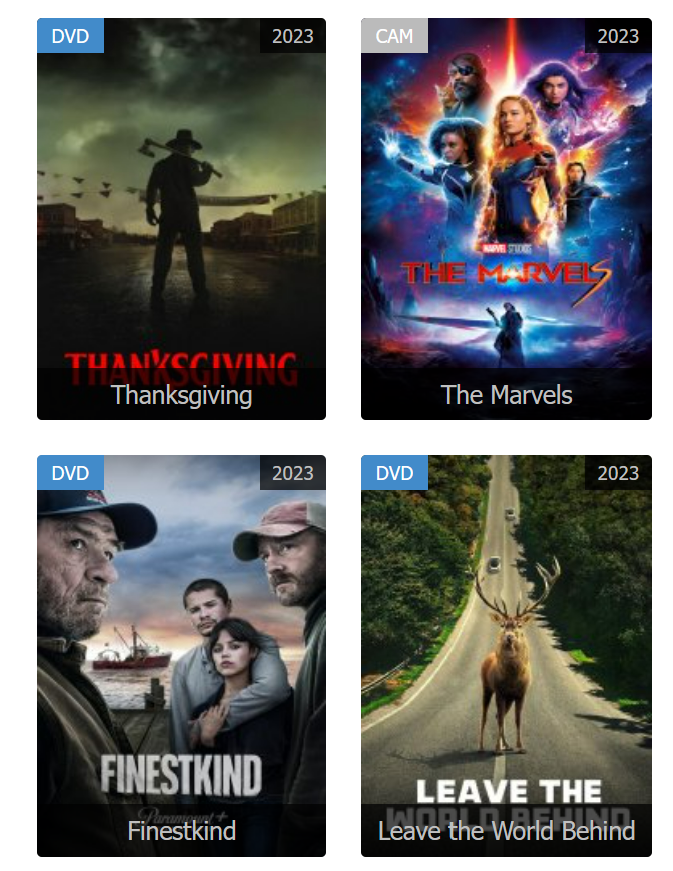 DVD 2023
THANKSGIVING
Thanksgiving
CAM 2023
MARVEL STUDIOS
THE MARVELS
The Marvels
DVD 2023
FINESTKIND
Paramount+
Finestkind
DVD 2023
LEAVE THE
WORLD BEHIND
Leave the World Behind